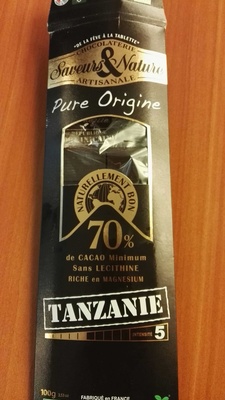 "DE LA FÈVE À LA TABLETTE"
CHOCOLATERIE
Saveurs & Nature
ARTISANALE
Pure Origine
NATURELLEMENT BON
70%
de CACAO Minimum
Sans LECITHINE
RICHE en MAGNESIUM
TANZANIE
INTENSITÉ 5
100g
FABRIQUÉ en FRANCE